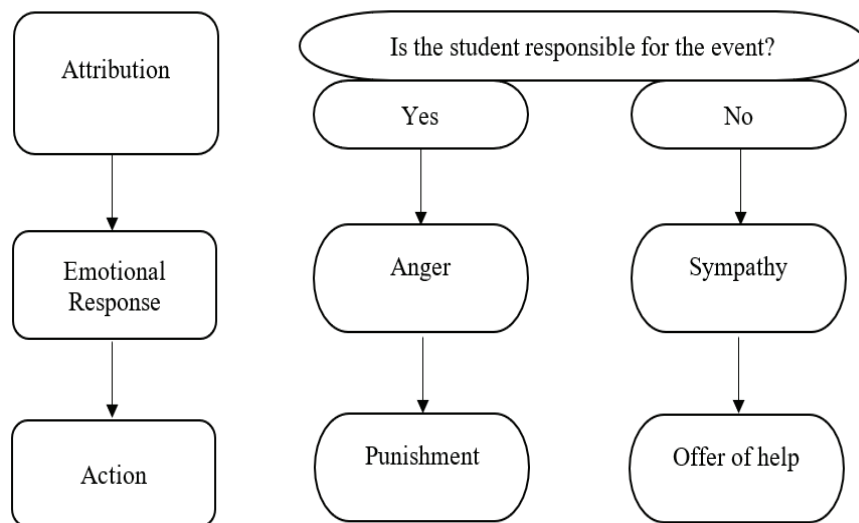 Attribution
Is the student responsible for the event?
Yes
No
Emotional
Response
Anger
Sympathy
Action
Punishment
Offer of help